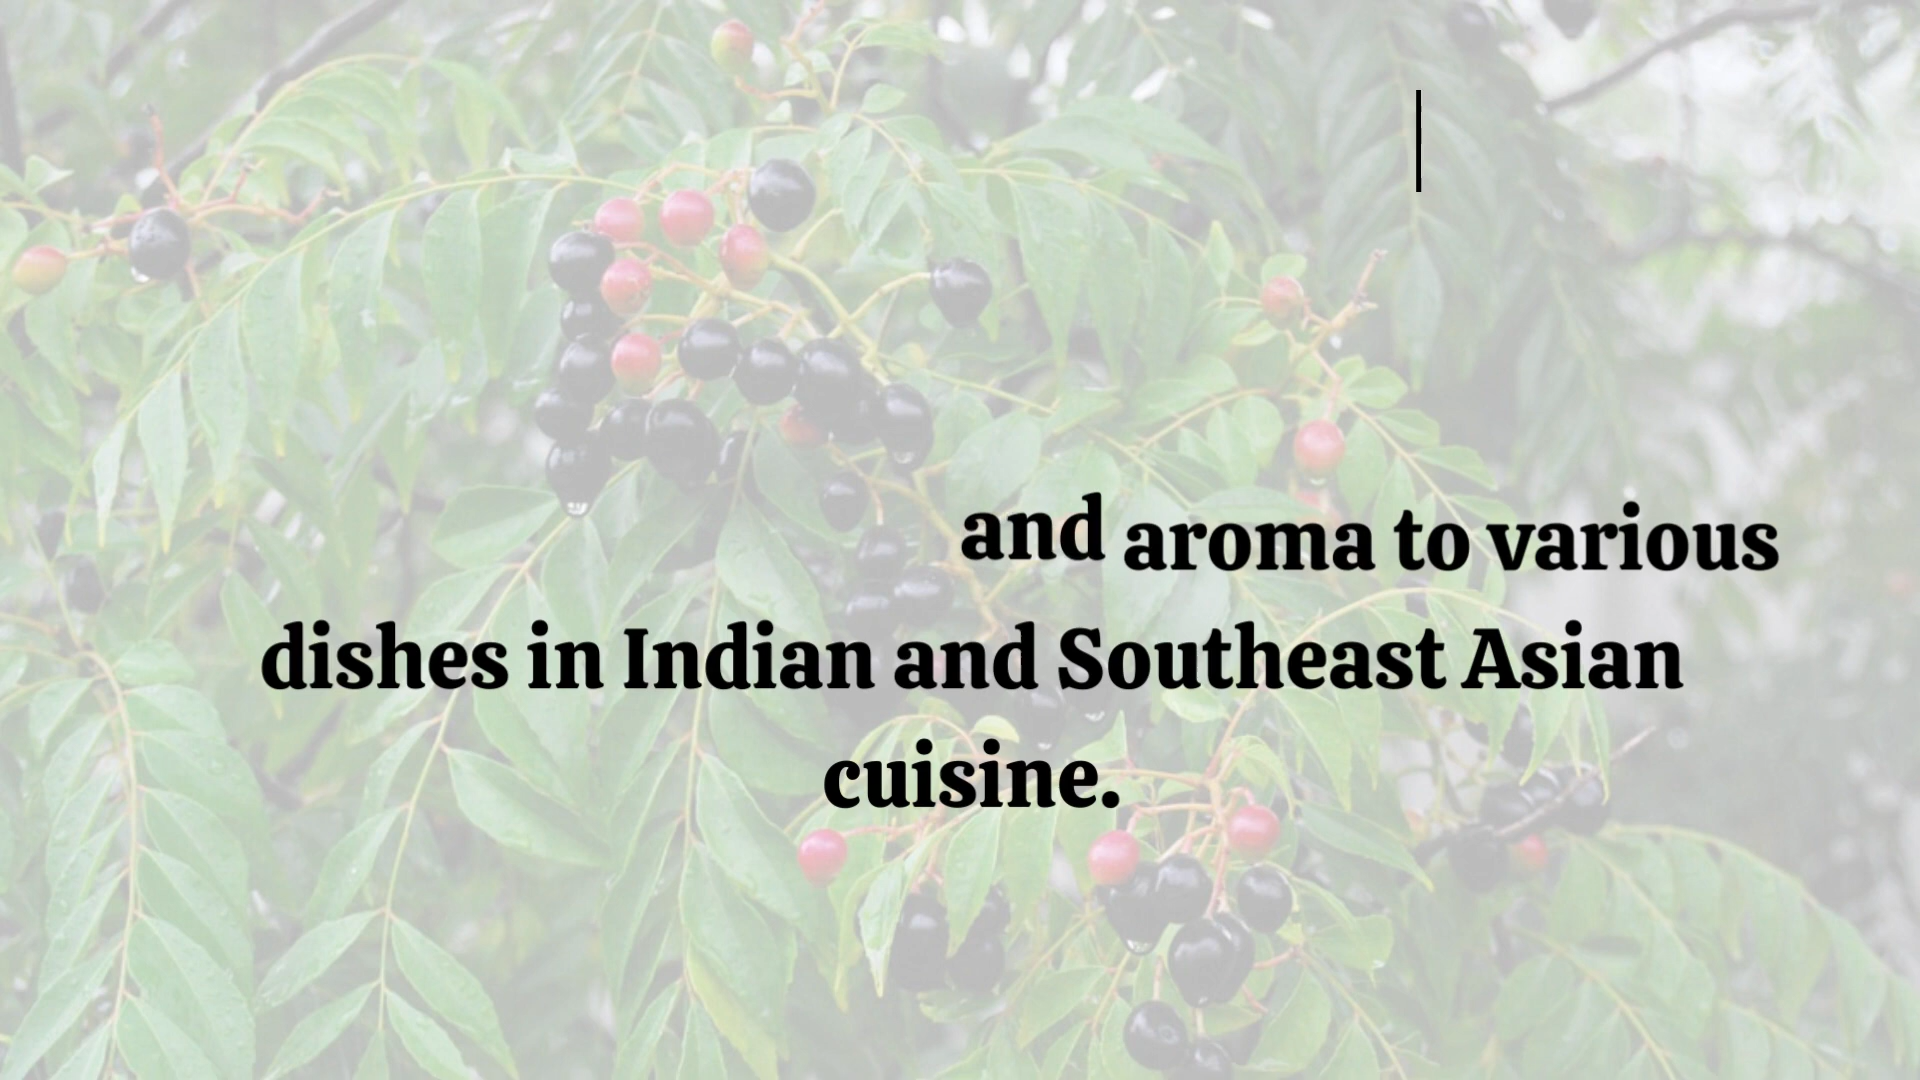 and aroma to various
dishes in Indian and Southeast Asian
cuisine.